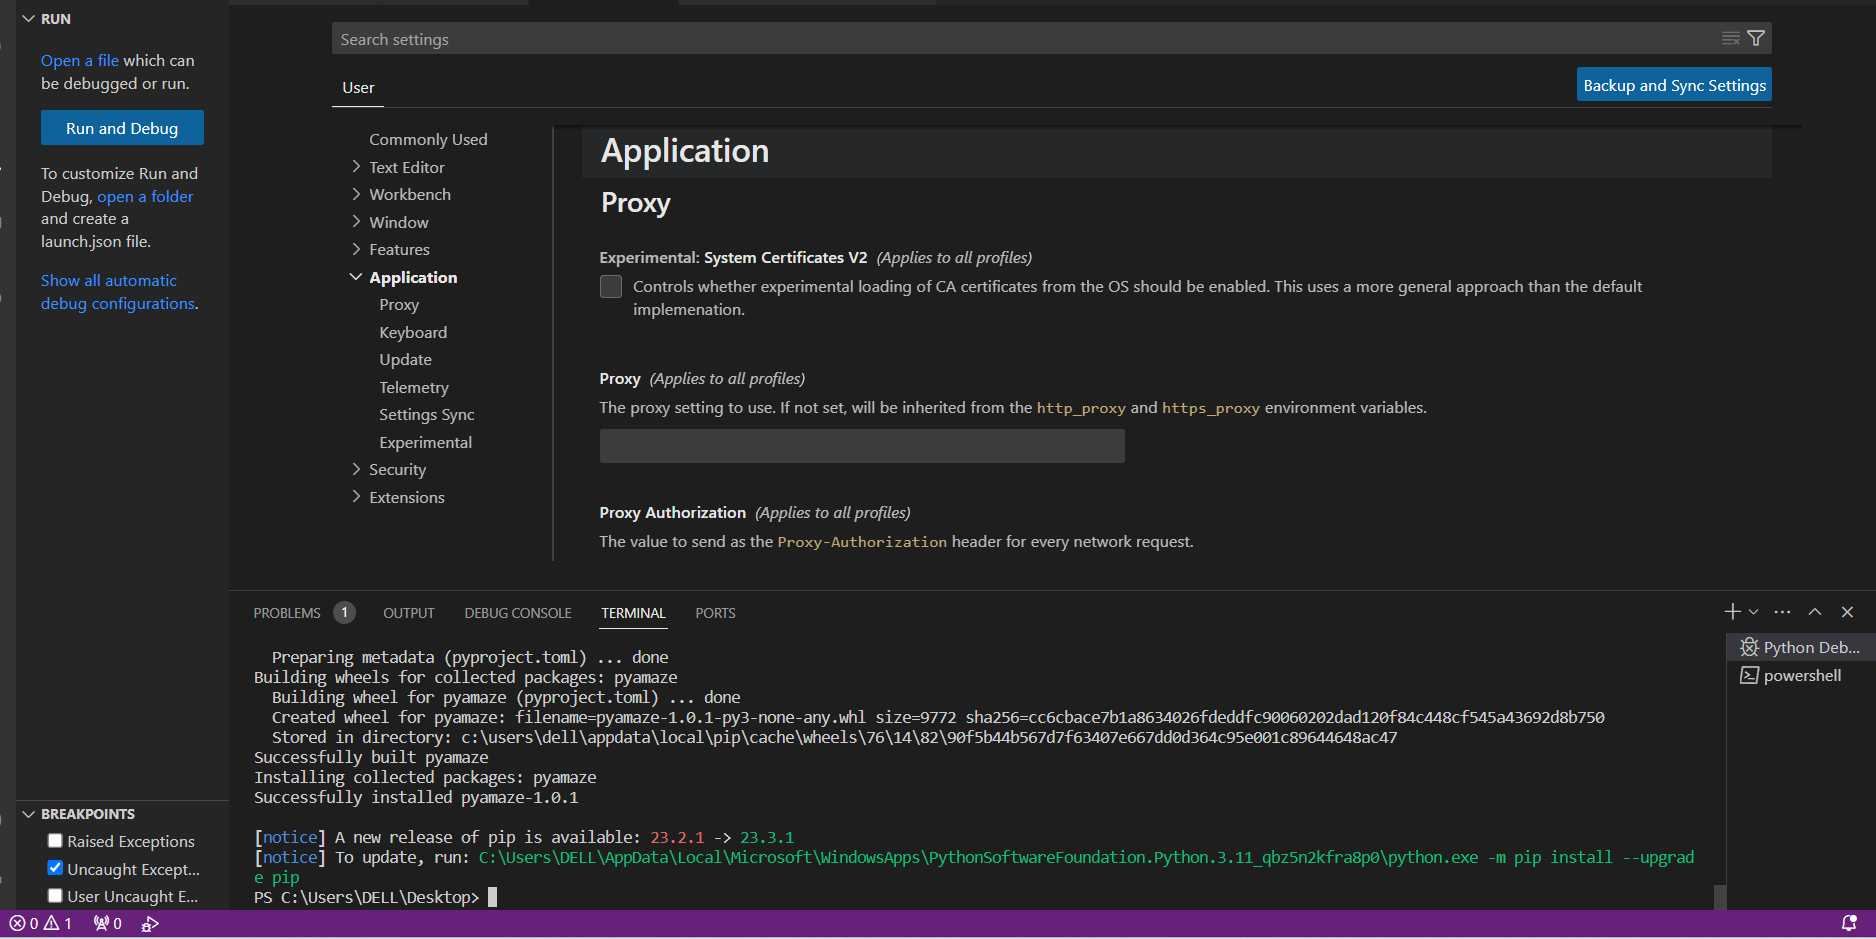 RUN
Open a file which can
be debugged or run.
Run and Debug
To customize Run and
Debug, open a folder
and create a
launch.json file.
Show all automatic
debug configurations.
BREAKPOINTS
Raised Exceptions
Uncaught Except...
User Uncaught E...
Search settings
User
Backup and Sync Settings
Commonly Used
Text Editor
Workbench
Window
Features
Application
Proxy
Keyboard
Update
Telemetry
Settings Sync
Experimental
Security
Extensions
Application
Proxy
Experimental: System Certificates V2 (Applies to all profiles)
Controls whether experimental loading of CA certificates from the OS should be enabled. This uses a more general approach than the default
implemenation.
Proxy (Applies to all profiles)
The proxy setting to use. If not set, will be inherited from the http_proxy and https_proxy environment variables.
Proxy Authorization (Applies to all profiles)
The value to send as the Proxy-Authorization header for every network request.
PROBLEMS 1 OUTPUT DEBUG CONSOLE TERMINAL PORTS
Preparing metadata (pyproject.toml) ... done
Building wheels for collected packages: pyamaze
Building wheel for pyamaze (pyproject.toml) ... done
Created wheel for pyamaze: filename=pyamaze-1.0.1-py3-none-any.whl size=9772 sha256=cc6cbace7b1a8634026fdeddfc90060202dad120f84c448cf545a43692d8b750
Stored in directory: c:\users\dell\appdata\local\pip\cache\wheels\76\14\82\90f5b44b567d7f63407e667dd0d364c95e001c89644648ac47
Successfully built pyamaze
Installing collected packages: pyamaze
Successfully installed pyamaze-1.0.1
[notice] A new release of pip is available: 23.2.1 -> 23.3.1
[notice] To update, run: C:\Users\DELL\AppData\Local\Microsoft\WindowsApps\PythonSoftwareFoundation.Python.3.11_qbz5n2kfra8p0\python.exe -m pip install --upgrad
e pip
PS C:\Users\DELL\Desktop>
Python Deb...
powershell
0 1 0